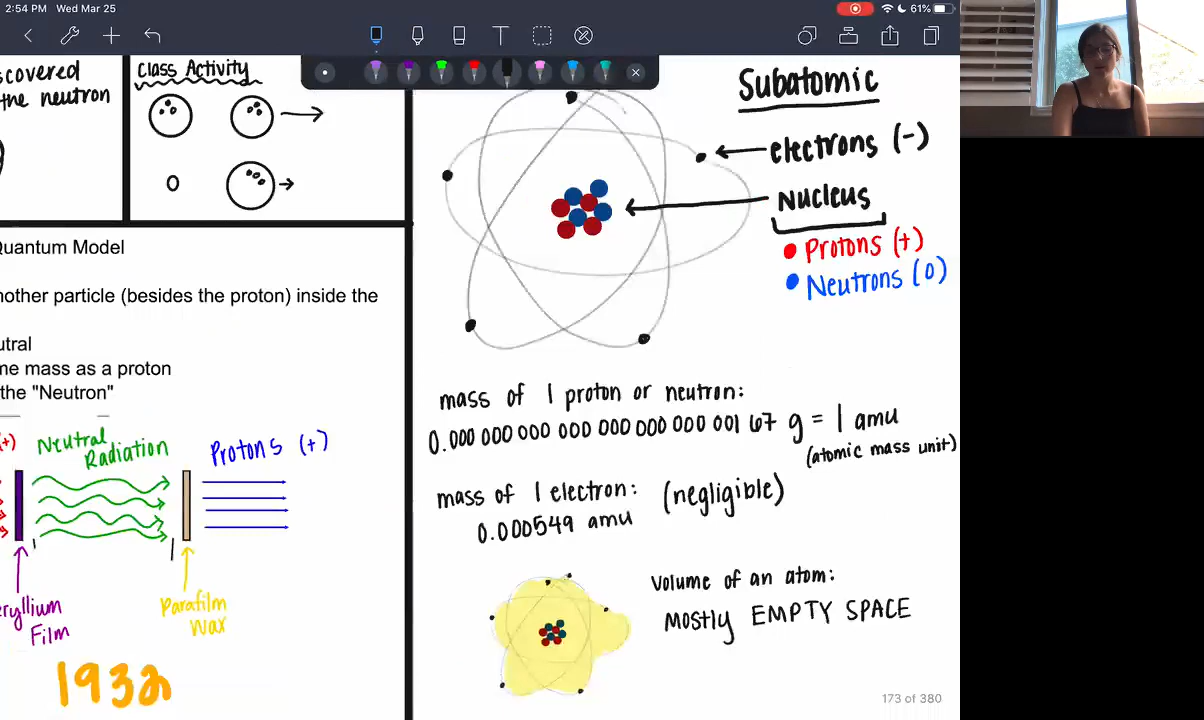 2:54 PM Wed Mar 25
61%
covered
the neutron
Class Activity
Quantum Model
nother particle (besides the proton) inside the
utral
me mass as a proton
the "Neutron"
(+)
Neutral
Radiation
Protons (+)
eryllium
Film
Parafilm
Wax
1932
Subatomic
electrons (-)
Nucleus
Protons (+)
Neutrons (0)
mass of 1 proton or neutron:
0.000 000 000 000 000 000 000 001 67 g = 1 amu
(atomic mass unit)
mass of 1 electron: (negligible)
0.000549 amu
Volume of an atom:
Mostly EMPTY SPACE
173 of 380